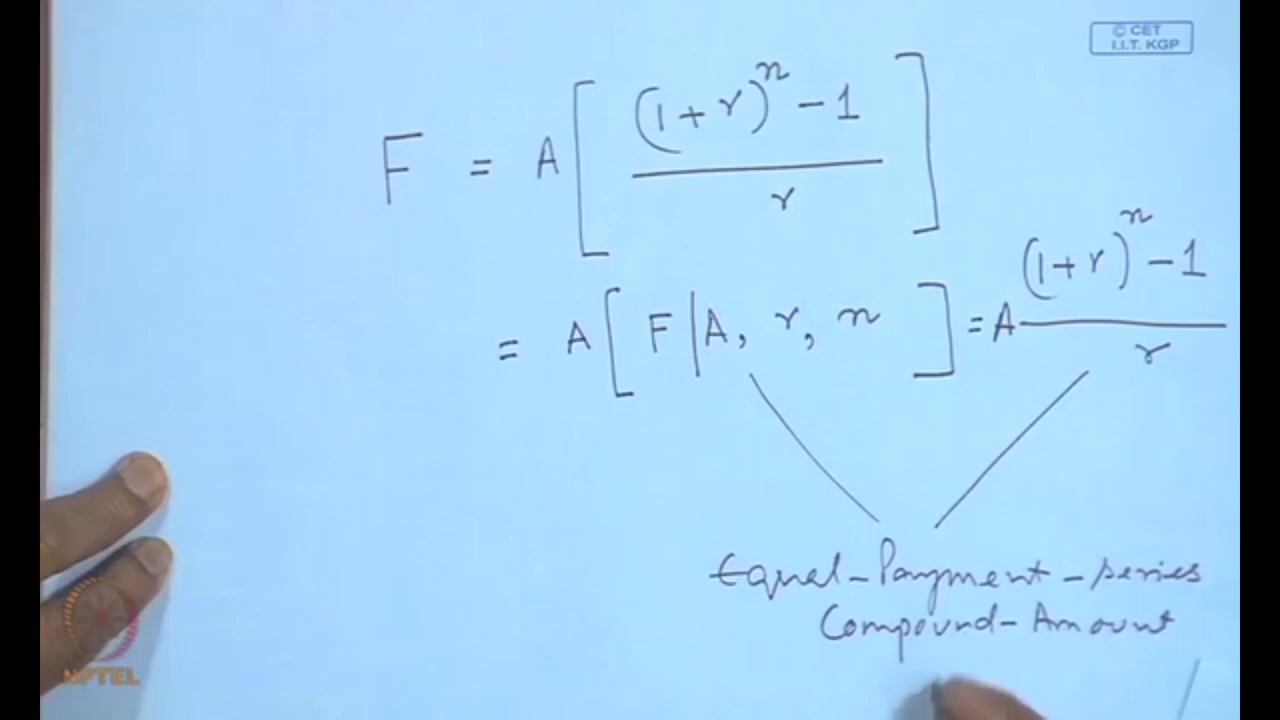 © CET
I.I.T. KGP
F = A[((1+r)^n - 1)/r]
= A[F|A, r, n] = A((1+r)^n - 1)/r
Equal-Payment-series
Compound-Amount
NPTEL